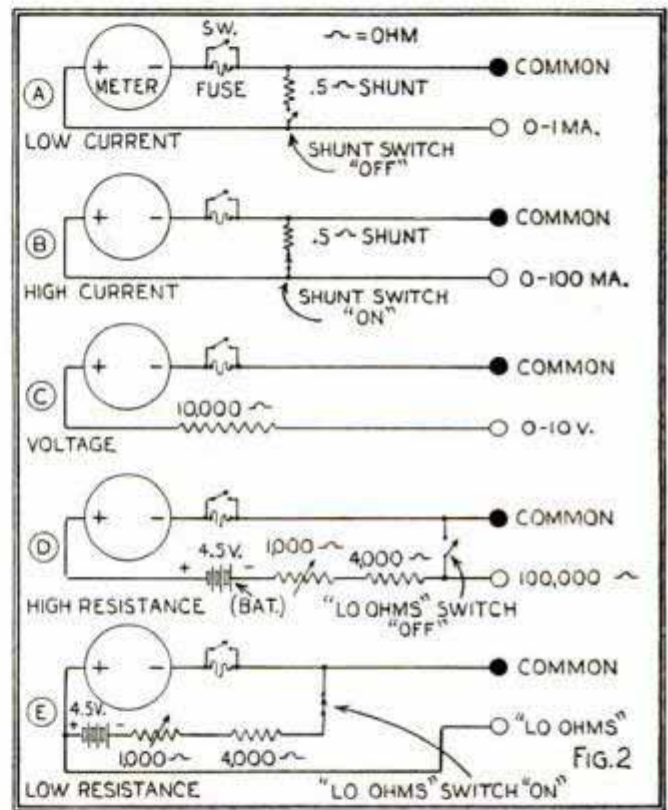 SW.
~ = OHM
+ - METER
FUSE
.5 ~ SHUNT
COMMON
A
0-1 MA.
LOW CURRENT
SHUNT SWITCH
"OFF"
+ -
COMMON
B
.5 ~ SHUNT
0-100 MA.
HIGH CURRENT
SHUNT SWITCH
"ON"
+ -
COMMON
C
10,000 ~
0-10 V.
VOLTAGE
+ -
COMMON
D
4.5V.
1,000 ~
4,000 ~
+ -
100,000 ~
HIGH RESISTANCE
(BAT.)
"LO OHMS" SWITCH
"OFF"
+ -
COMMON
E
4.5V.
+ -
"LO OHMS"
1,000 ~
4,000 ~
FIG. 2
LOW RESISTANCE
"LO OHMS" SWITCH "ON"